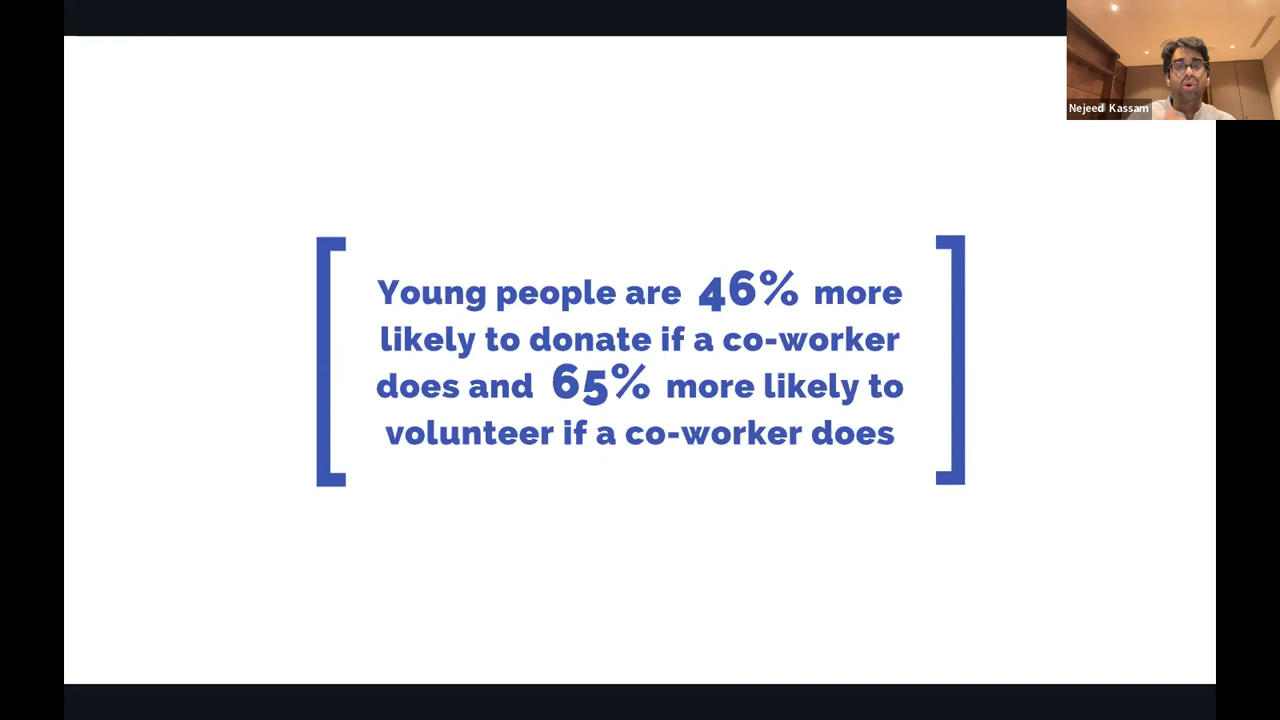 Nejeed Kassam
Young people are 46% more
likely to donate if a co-worker
does and 65% more likely to
volunteer if a co-worker does